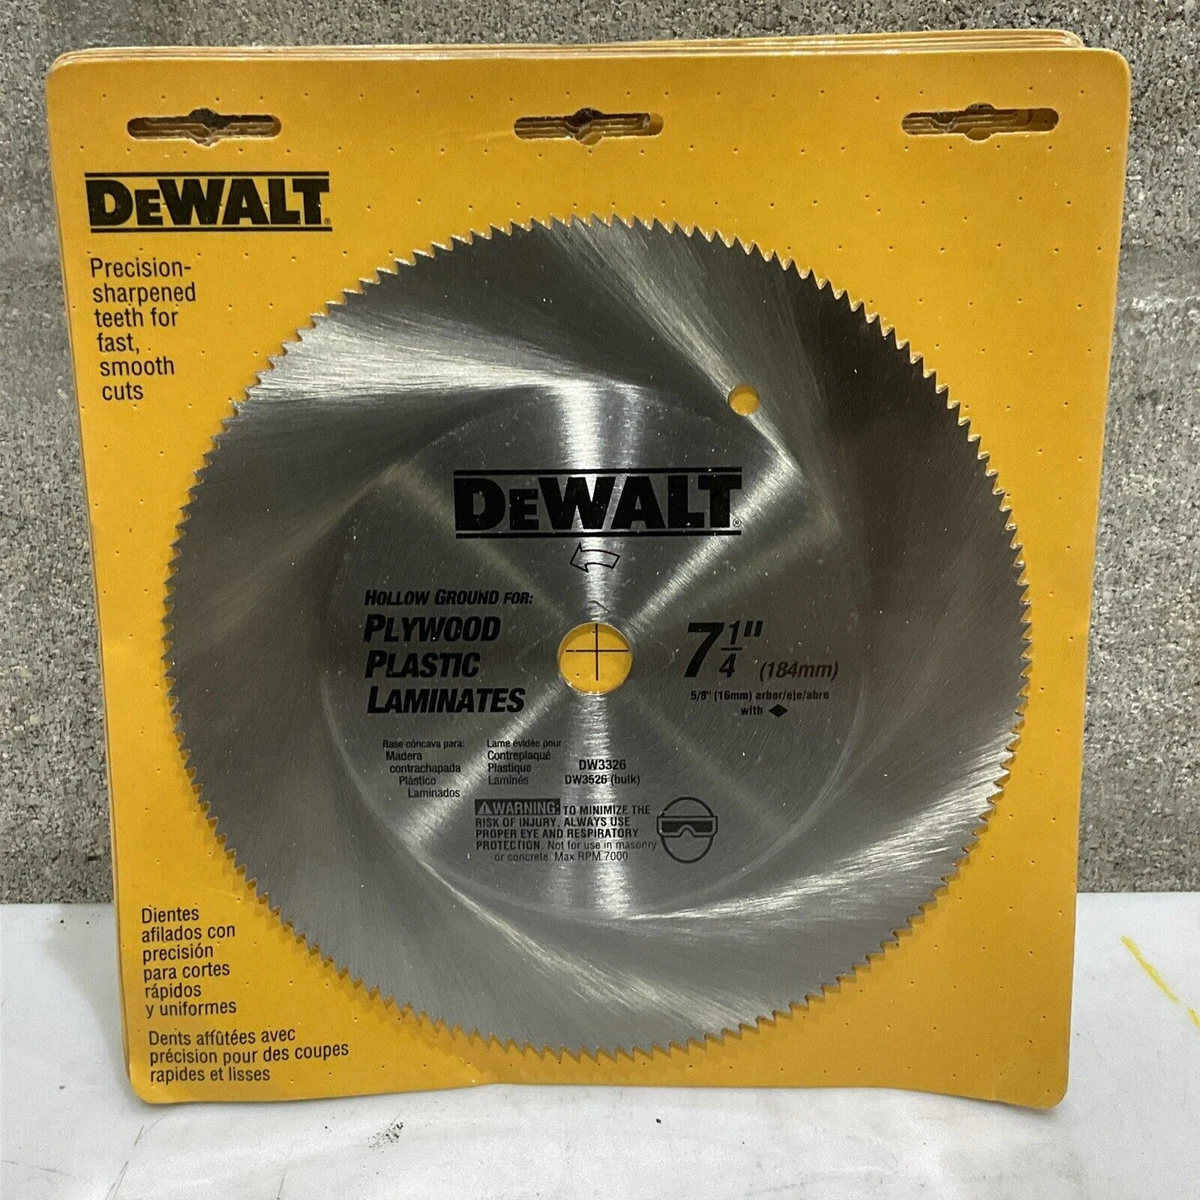 DEWALT®
Precision-
sharpened
teeth for
fast,
smooth
cuts
DEWALT®
HOLLOW GROUND FOR:
PLYWOOD
PLASTIC
LAMINATES
7 1/4" (184mm)
5/8" (16mm) arbor/eje/abre
with
Base cóncava para:
Madera
contrachapada
Plástico
Laminados
Lame évidée pour
Contreplaqué
Plastique
Laminés
DW3326
DW3526 (bulk)
WARNING: TO MINIMIZE THE
RISK OF INJURY, ALWAYS USE
PROPER EYE AND RESPIRATORY
PROTECTION. Not for use in masonry
or concrete. Max RPM 7000
Dientes
afilados con
precisión
para cortes
rápidos
y uniformes
Dents affûtées avec
précision pour des coupes
rapides et lisses